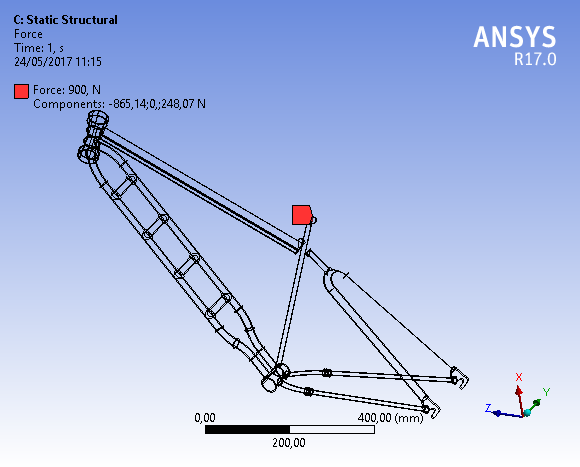 C: Static Structural
Force
Time: 1, s
24/05/2017 11:15
Force: 900, N
Components: -865,14;0,;248,07 N
ANSYS
R17.0
X
Y
Z
0,00
400,00 (mm)
200,00